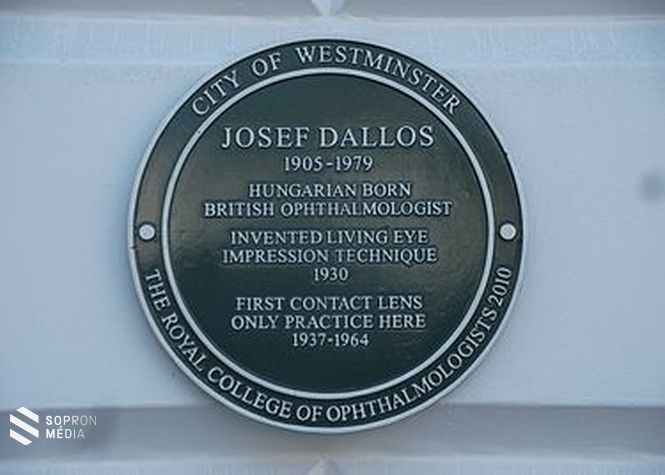 CITY OF WESTMINSTER
JOSEF DALLOS
1905-1979
HUNGARIAN BORN
BRITISH OPHTHALMOLOGIST
INVENTED LIVING EYE
IMPRESSION TECHNIQUE
1930
FIRST CONTACT LENS
ONLY PRACTICE HERE
1937-1964
THE ROYAL COLLEGE OF OPHTHALMOLOGISTS 2010
SOPRON
MÉDIA